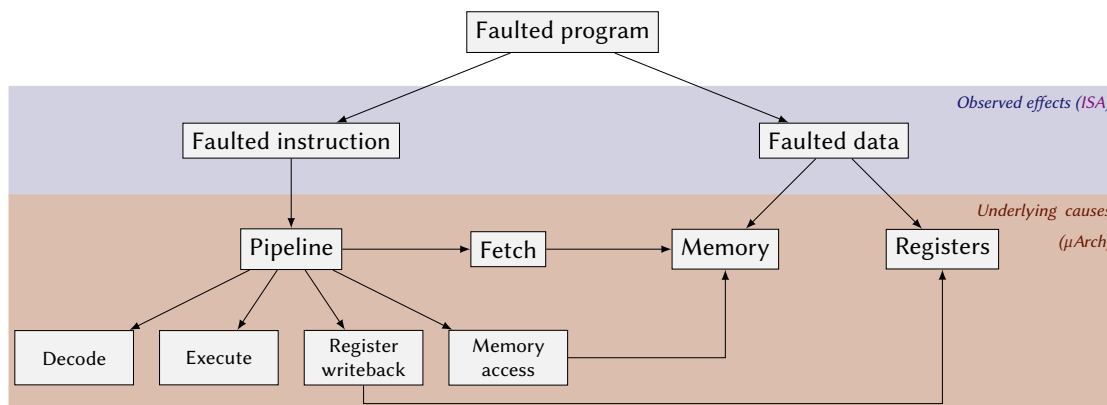 Faulted program
Observed effects (ISA)
Faulted instruction
Faulted data
Underlying causes
(µArch)
Pipeline
Fetch
Memory
Registers
Decode
Execute
Register
writeback
Memory
access